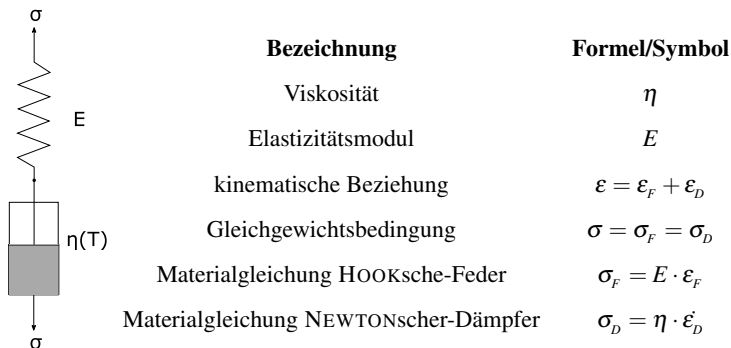 σ
E
η(T)
σ
Bezeichnung Formel/Symbol
Viskosität η
Elastizitätsmodul E
kinematische Beziehung ε = ε_F + ε_D
Gleichgewichtsbedingung σ = σ_F = σ_D
Materialgleichung HOOKsche-Feder σ_F = E · ε_F
Materialgleichung NEWTONscher-Dämpfer σ_D = η · ε̇_D